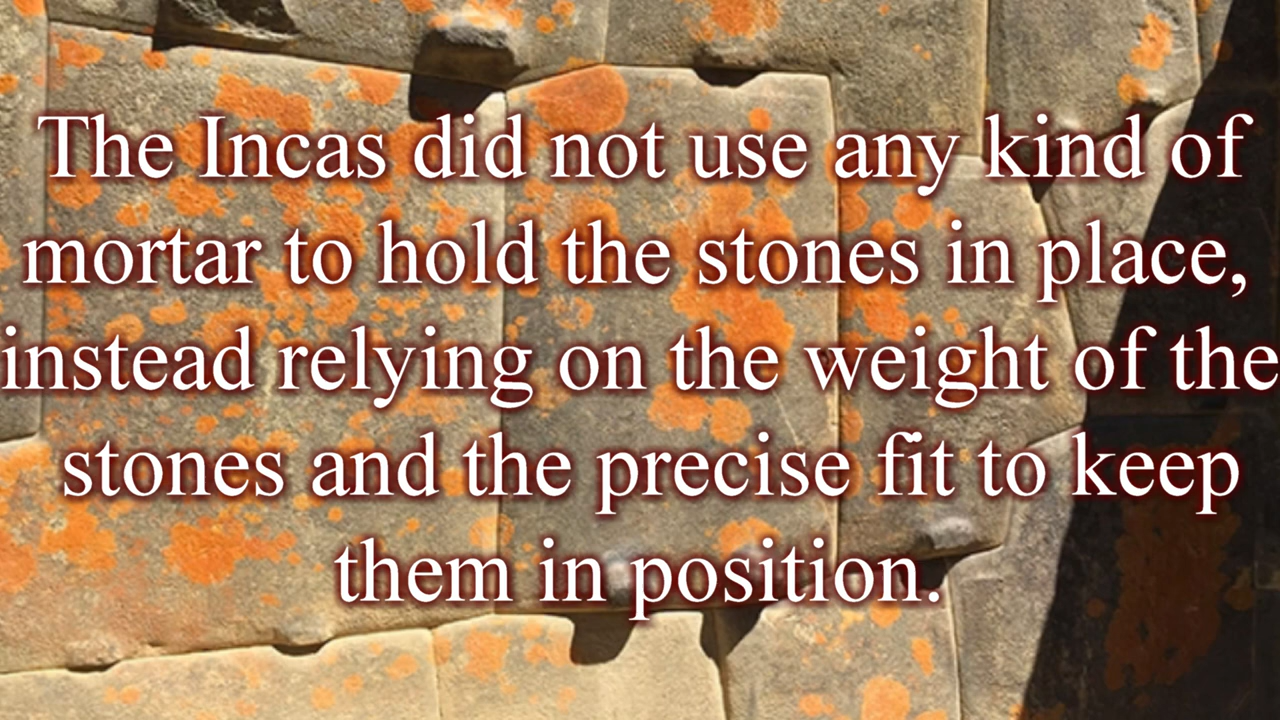 The Incas did not use any kind of
mortar to hold the stones in place,
instead relying on the weight of the
stones and the precise fit to keep
them in position.